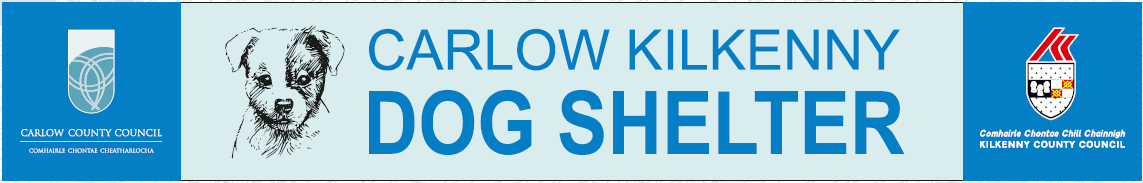 CARLOW COUNTY COUNCIL
COMHAIRLE CHONTAE CHEATHARLOCHA
CARLOW KILKENNY
DOG SHELTER
Comhairle Chontae Chill Chainnigh
KILKENNY COUNTY COUNCIL